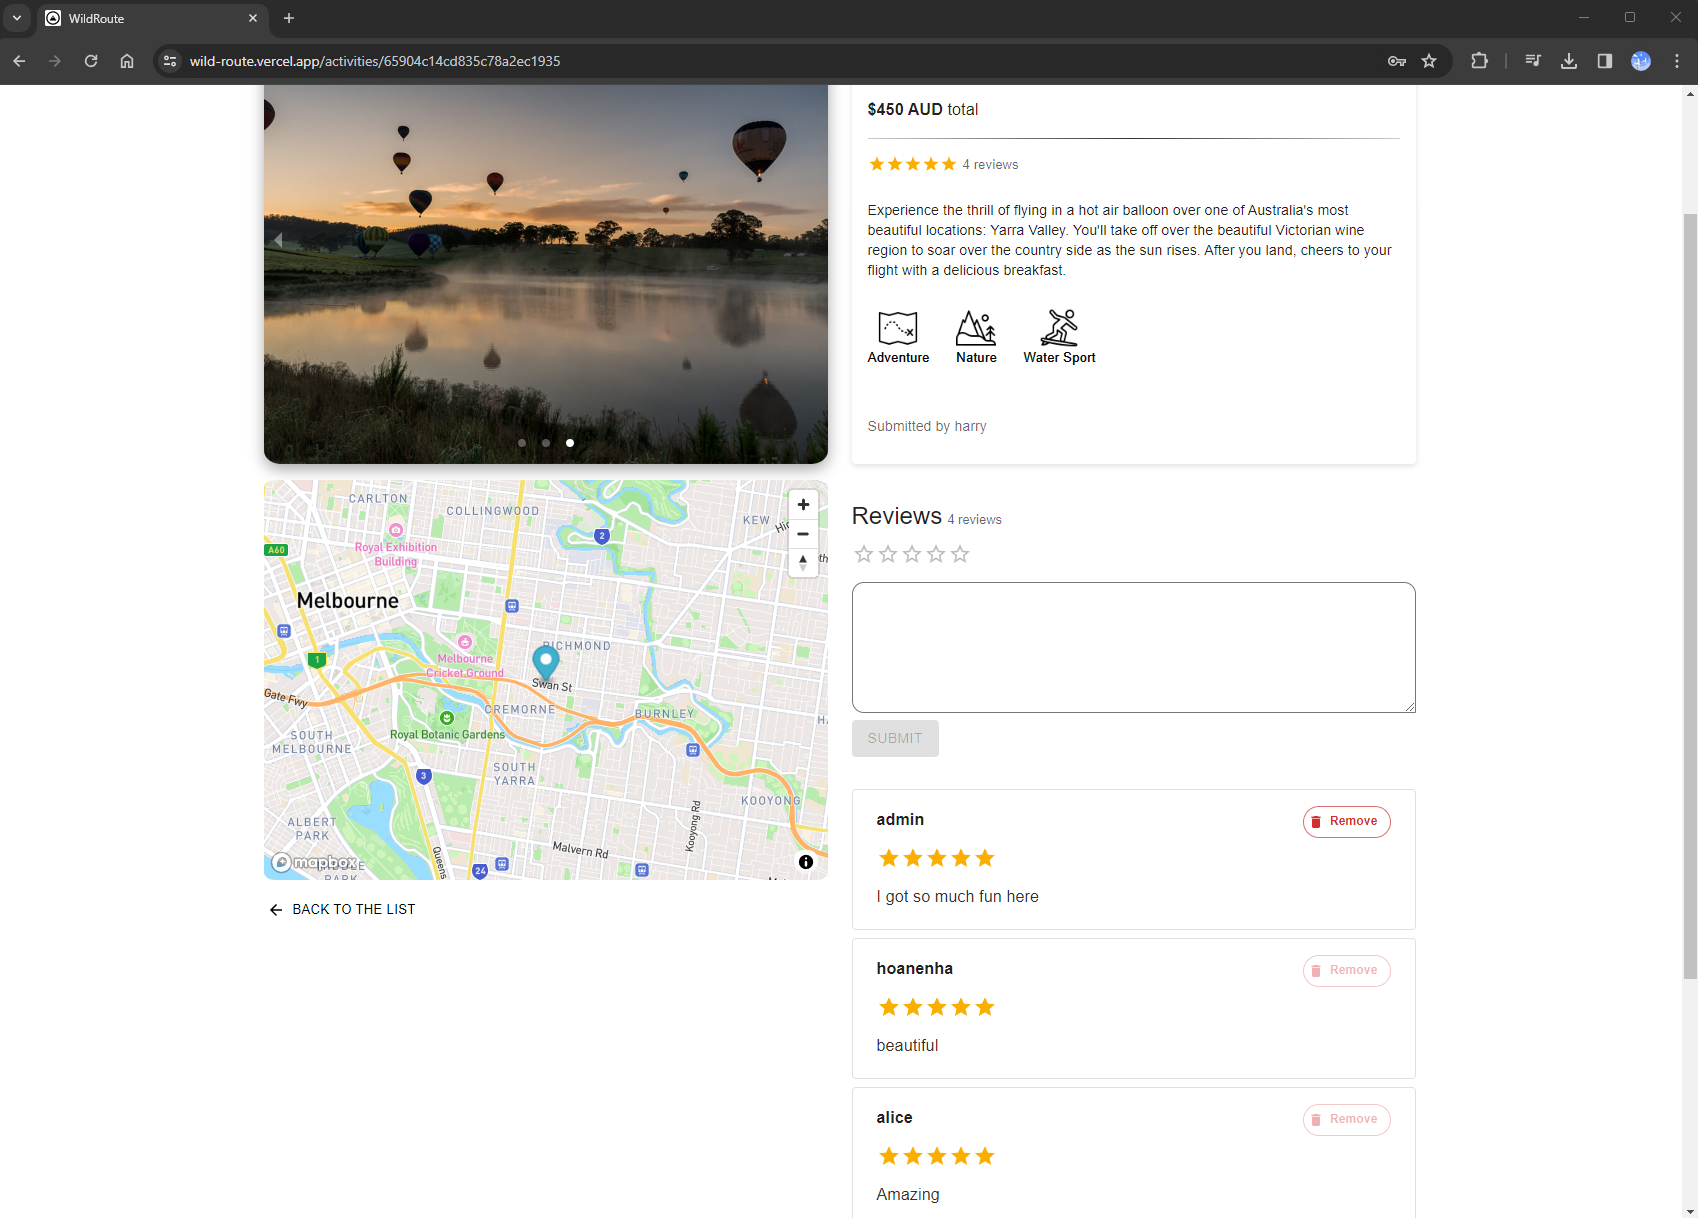 WildRoute
wild-route.vercel.app/activities/65904c14cd835c78a2ec1935
$450 AUD total
4 reviews
Experience the thrill of flying in a hot air balloon over one of Australia's most
beautiful locations: Yarra Valley. You'll take off over the beautiful Victorian wine
region to soar over the country side as the sun rises. After you land, cheers to your
flight with a delicious breakfast.
Adventure
Nature
Water Sport
Submitted by harry
CARLTON
COLLINGWOOD
KEW
2
A60
Royal Exhibition
Building
Melbourne
1
RICHMOND
Melbourne
Cricket Ground
Swan St
Gate Fwy
CREMORNE
BURNLEY
Royal Botanic Gardens
SOUTH
MELBOURNE
SOUTH
YARRA
3
KOOYONG
Kooyong Rd
ALBERT
PARK
Malvern Rd
Queens
24
mapbox
PARK
BACK TO THE LIST
Reviews 4 reviews
SUBMIT
admin
Remove
I got so much fun here
hoanenha
Remove
beautiful
alice
Remove
Amazing